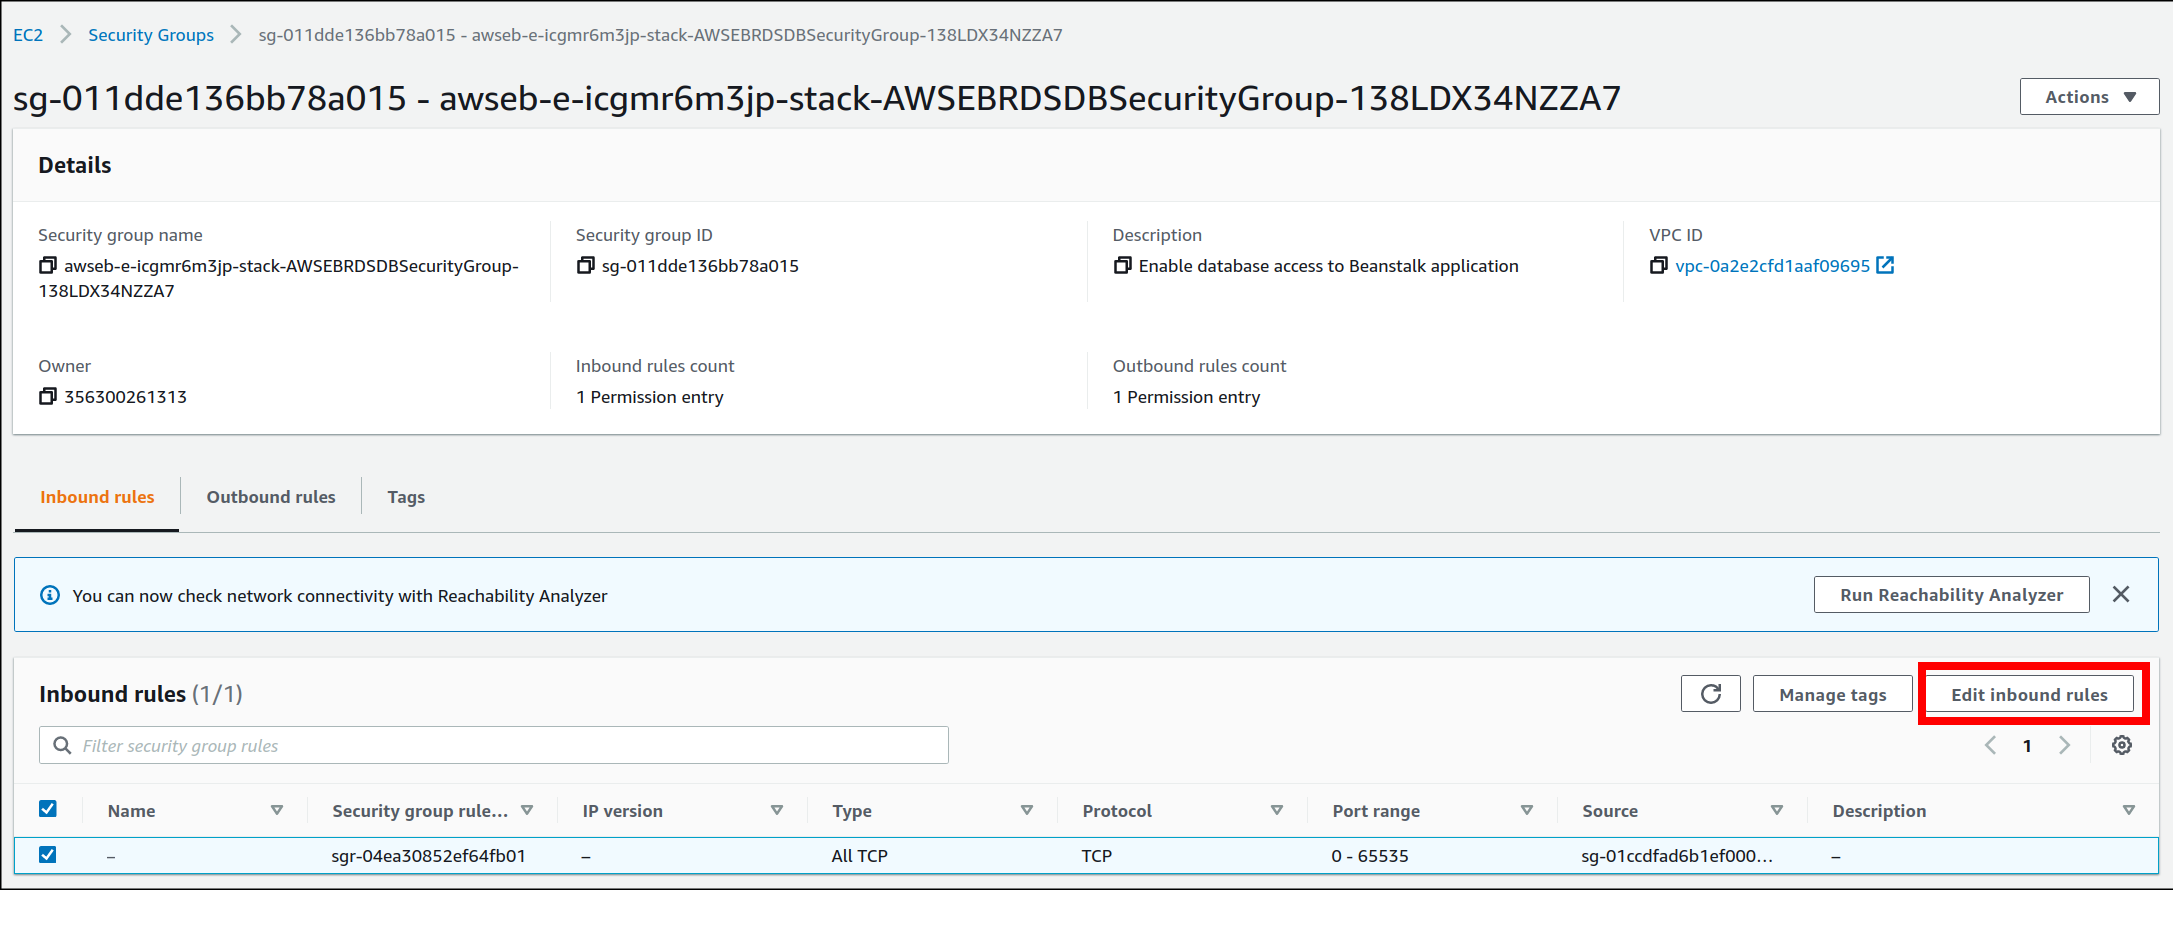 EC2 > Security Groups > sg-011dde136bb78a015 - awseb-e-icgmr6m3jp-stack-AWSEBRDSDBSecurityGroup-138LDX34NZZA7
sg-011dde136bb78a015 - awseb-e-icgmr6m3jp-stack-AWSEBRDSDBSecurityGroup-138LDX34NZZA7
Actions
Details
Security group name
awseb-e-icgmr6m3jp-stack-AWSEBRDSDBSecurityGroup-
138LDX34NZZA7
Security group ID
sg-011dde136bb78a015
Description
Enable database access to Beanstalk application
VPC ID
vpc-0a2e2cfd1aaf09695
Owner
356300261313
Inbound rules count
1 Permission entry
Outbound rules count
1 Permission entry
Inbound rules
Outbound rules
Tags
You can now check network connectivity with Reachability Analyzer
Run Reachability Analyzer
Inbound rules (1/1)
Manage tags
Edit inbound rules
Filter security group rules
1
Name Security group rule... IP version Type Protocol Port range Source Description
– sgr-04ea30852ef64fb01 – All TCP TCP 0 - 65535 sg-01ccdfad6b1ef000... –